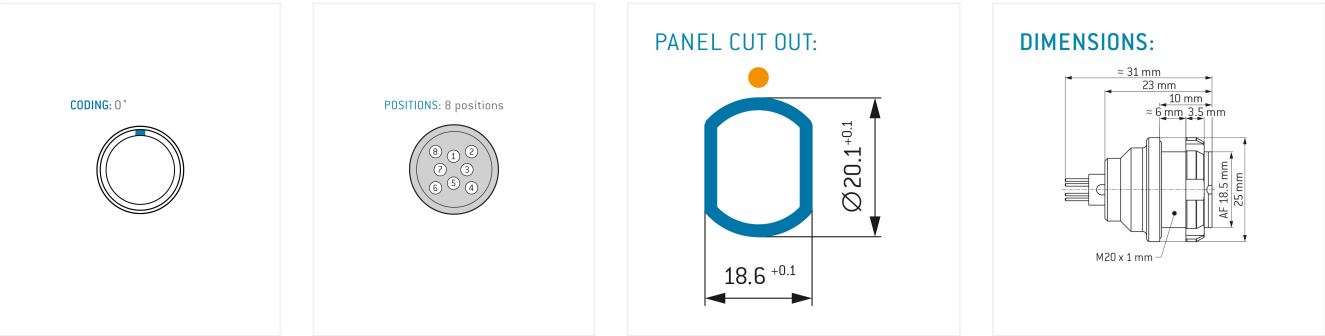 CODING: 0°
POSITIONS: 8 positions
8
1
2
7
3
6
5
4
PANEL CUT OUT:
Ø20.1+0.1
18.6 +0.1
DIMENSIONS:
≈ 31 mm
23 mm
10 mm
≈ 6 mm 3.5 mm
AF 18.5 mm
25 mm
M20 x 1 mm